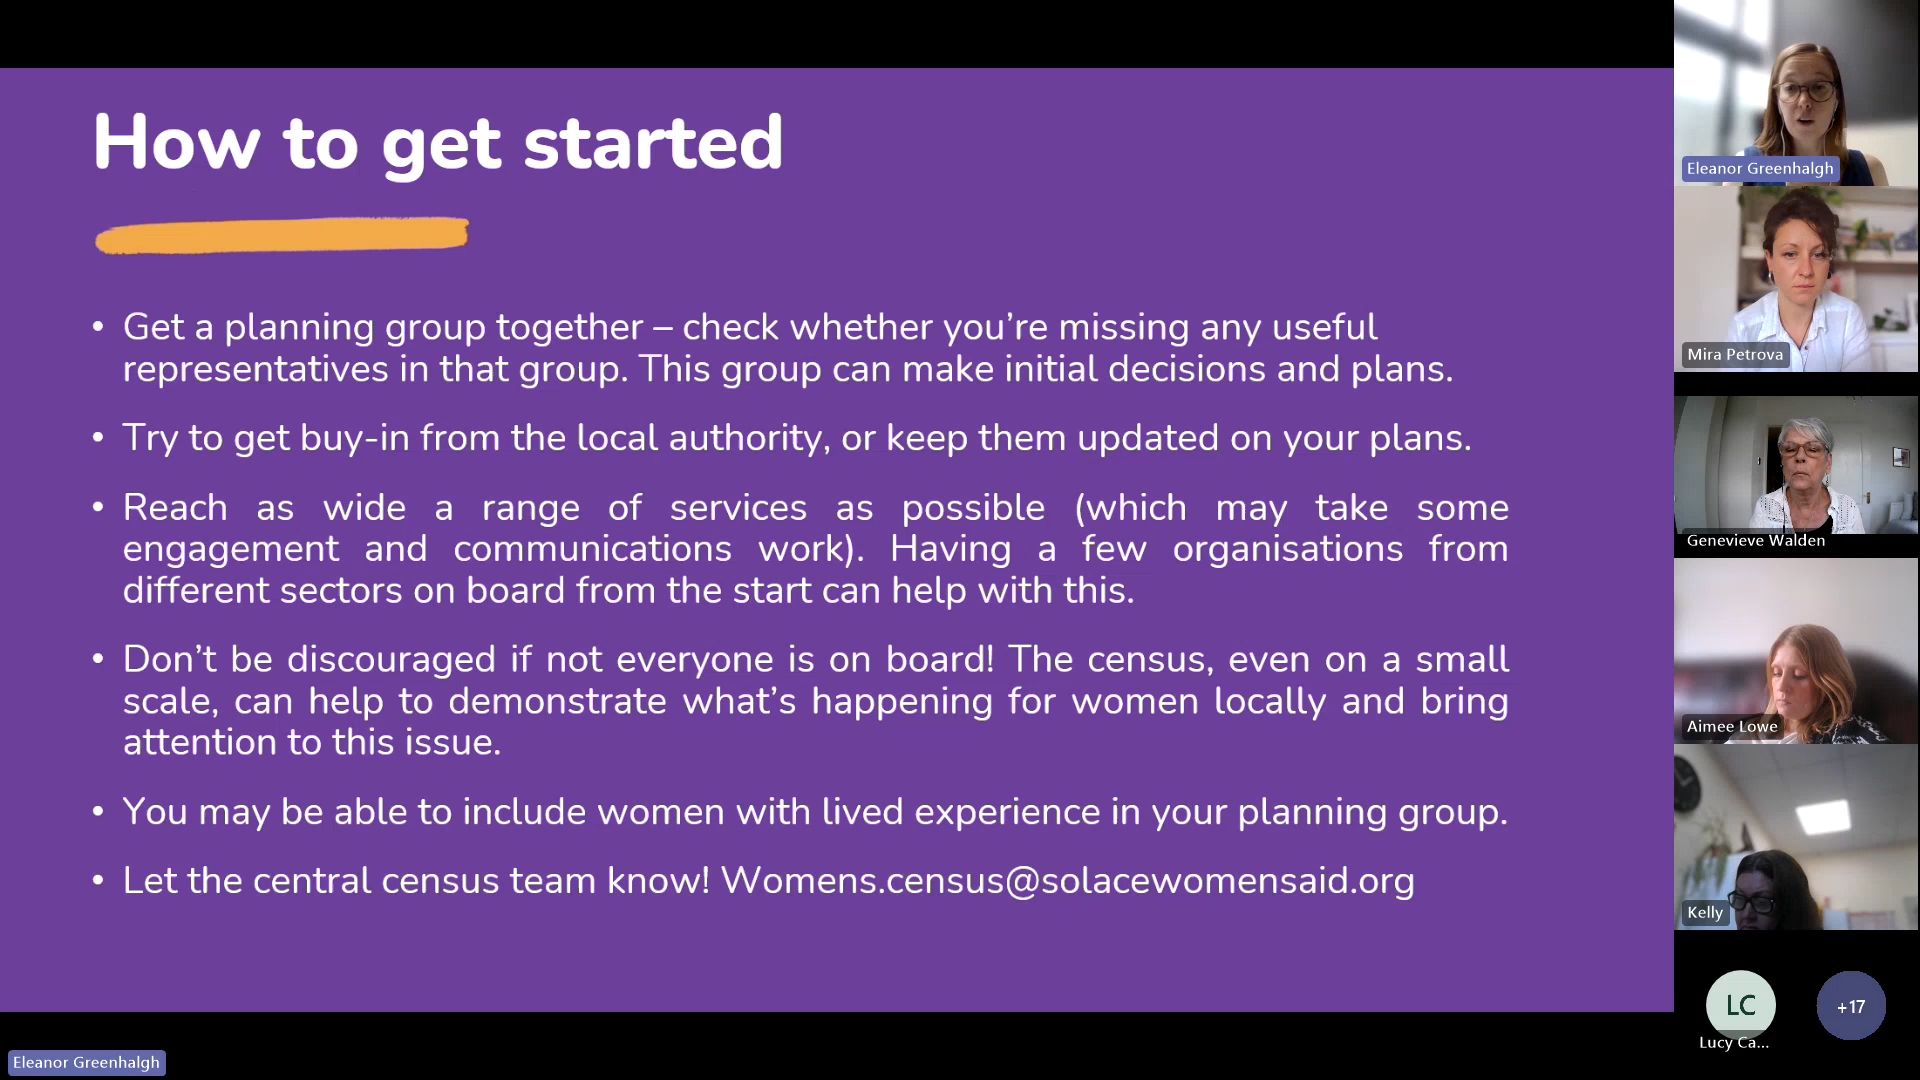 How to get started
• Get a planning group together – check whether you’re missing any useful
representatives in that group. This group can make initial decisions and plans.
• Try to get buy-in from the local authority, or keep them updated on your plans.
• Reach as wide a range of services as possible (which may take some
engagement and communications work). Having a few organisations from
different sectors on board from the start can help with this.
• Don’t be discouraged if not everyone is on board! The census, even on a small
scale, can help to demonstrate what’s happening for women locally and bring
attention to this issue.
• You may be able to include women with lived experience in your planning group.
• Let the central census team know! Womens.census@solacewomensaid.org
Eleanor Greenhalgh
Eleanor Greenhalgh
Mira Petrova
Genevieve Walden
Aimee Lowe
Kelly
LC
Lucy Ca...
+17